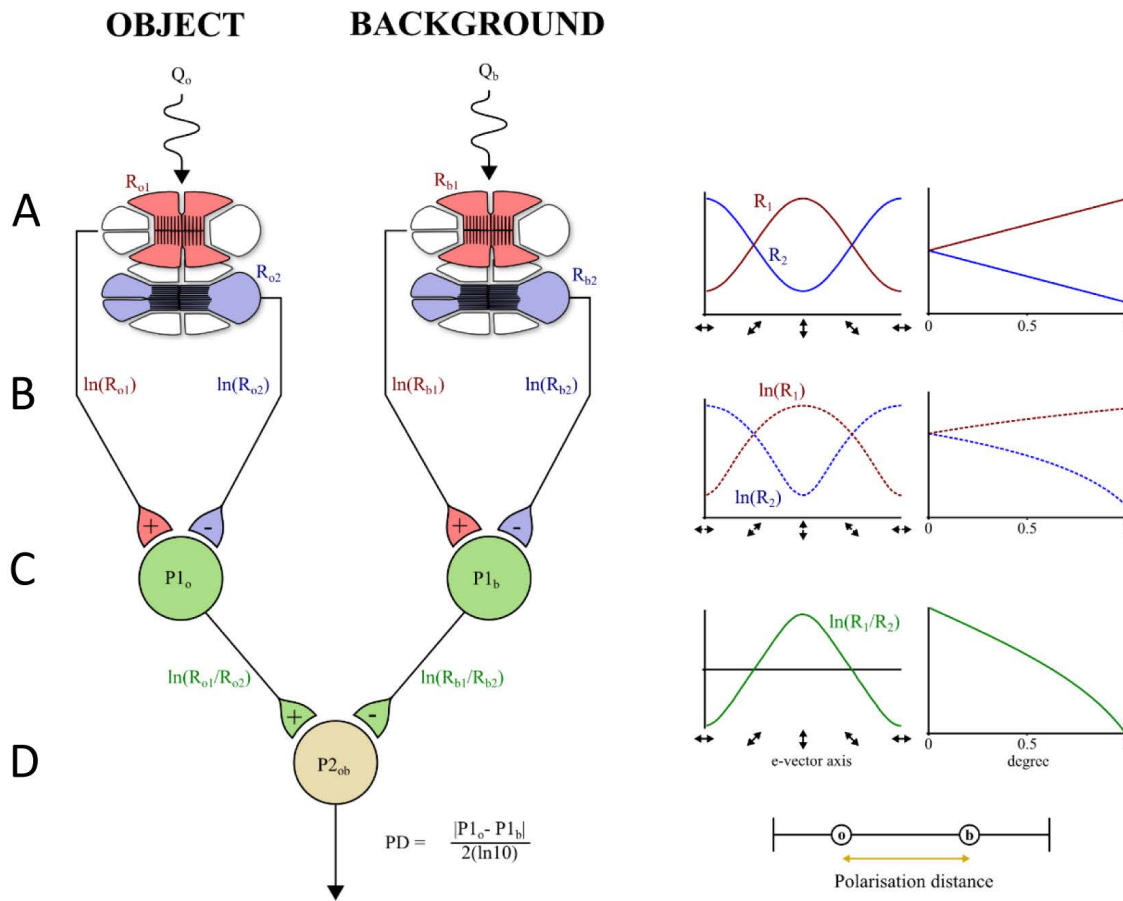 OBJECT BACKGROUND
Qo Qb
A
Ro1 Rb1
R1
R2
Ro2 Rb2
0 0.5
B
ln(Ro1) ln(Ro2) ln(Rb1) ln(Rb2)
ln(R1)
ln(R2)
0 0.5
+ - + -
C
P1o P1b
ln(R1/R2)
ln(Ro1/Ro2) ln(Rb1/Rb2)
+ -
0 0.5
e-vector axis degree
D
P2ob
PD = |P1o- P1b|
2(ln10)
o b
Polarisation distance